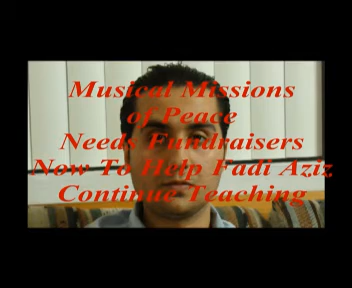 Musical Missions
of Peace
Needs Fundraisers
Now To Help Fadi Aziz
Continue Teaching